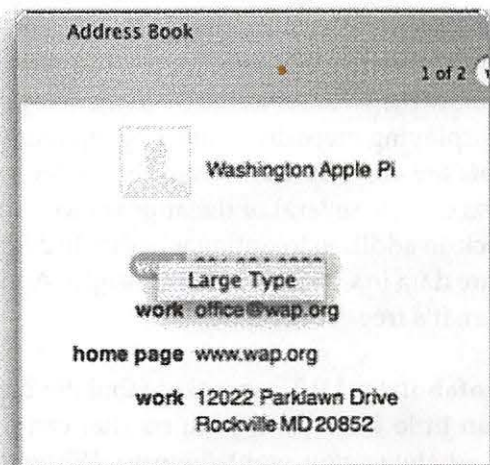 Address Book
1 of 2
Washington Apple Pi
Large Type
work office@wap.org
home page www.wap.org
work 12022 Parklawn Drive
Rockville MD 20852